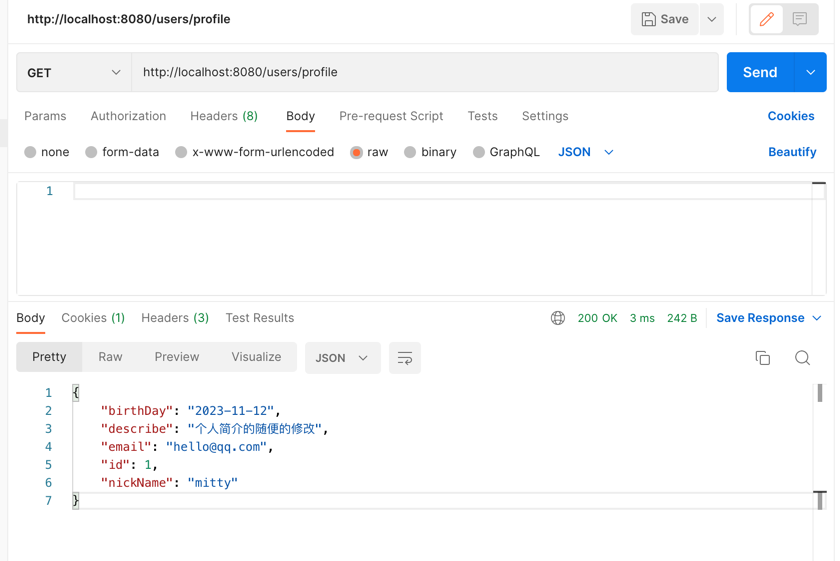 http://localhost:8080/users/profile Save
GET http://localhost:8080/users/profile Send
Params Authorization Headers (8) Body Pre-request Script Tests Settings Cookies
none form-data x-www-form-urlencoded raw binary GraphQL JSON Beautify
1
Body Cookies (1) Headers (3) Test Results 200 OK 3 ms 242 B Save Response
Pretty Raw Preview Visualize JSON
1 {
2 "birthDay": "2023-11-12",
3 "describe": "个人简介的随便的修改",
4 "email": "hello@qq.com",
5 "id": 1,
6 "nickName": "mitty"
7 }